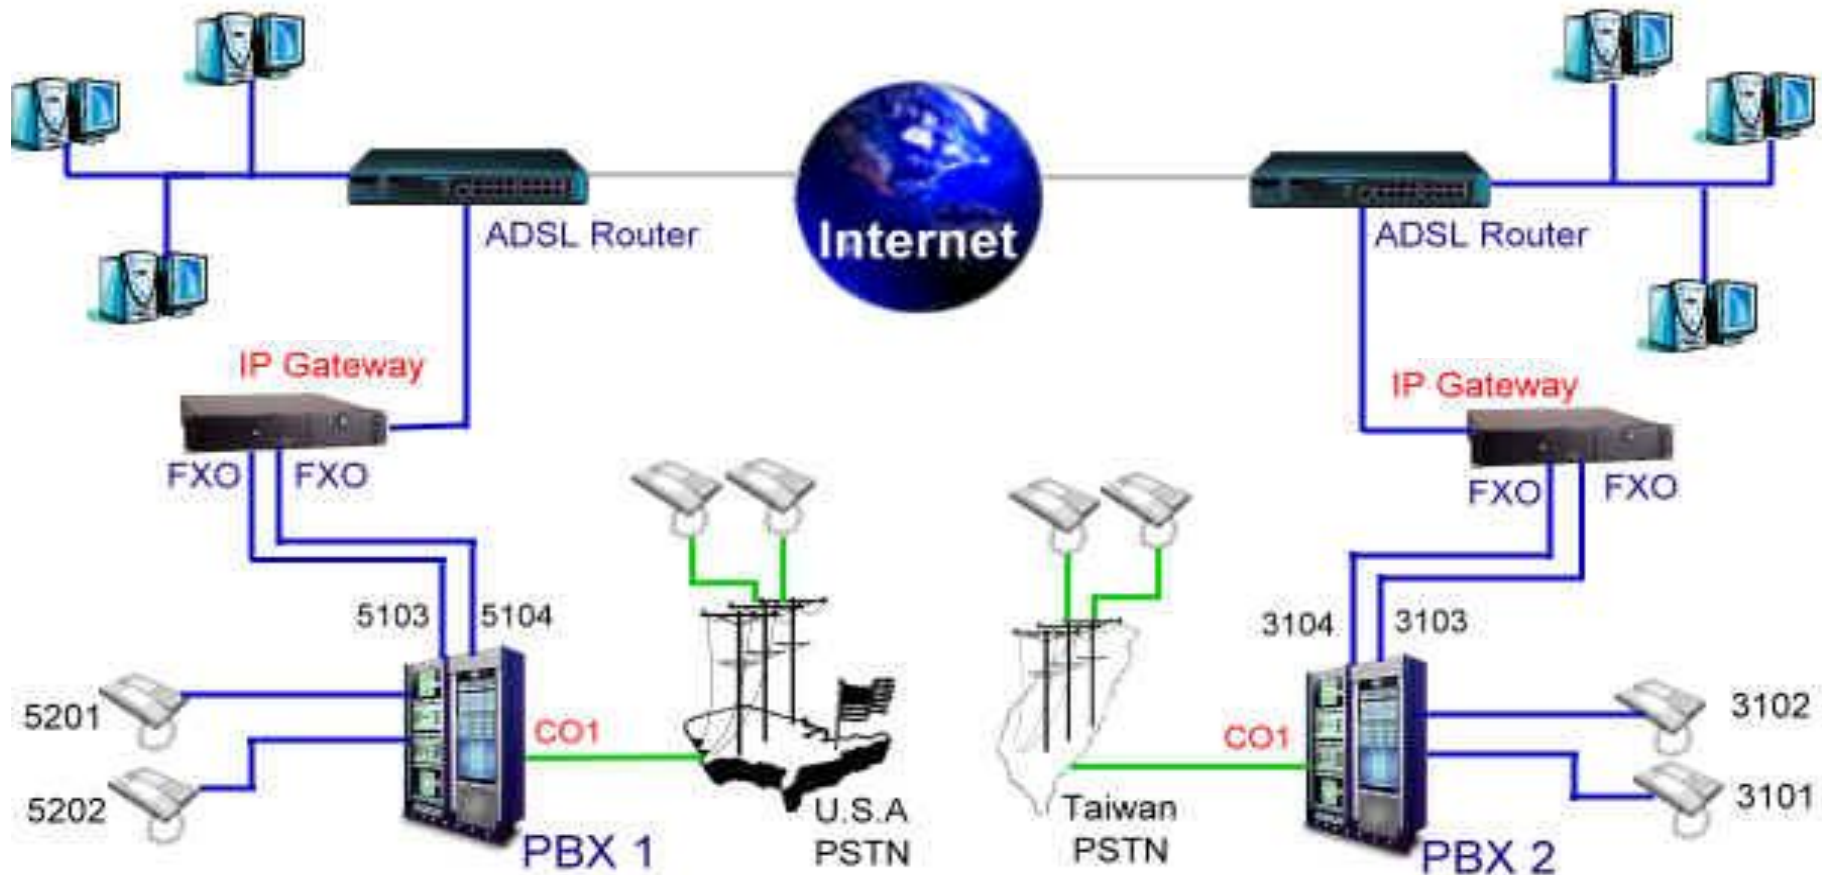 Internet
ADSL Router
ADSL Router
IP Gateway
IP Gateway
FXO FXO
FXO FXO
5103 5104
3104 3103
5201
5202
CO1
CO1
3102
3101
U.S.A
PSTN
Taiwan
PSTN
PBX 1
PBX 2